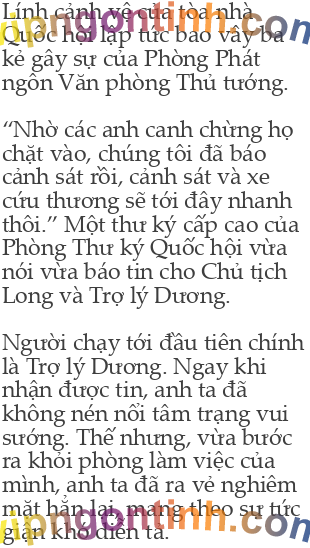 Lính cảnh vệ của tòa nhà
Quốc hội lập tức bao vây ba
kẻ gây sự của Phòng Phát
ngôn Văn phòng Thủ tướng.
“Nhờ các anh canh chừng họ
chặt vào, chúng tôi đã báo
cảnh sát rồi, cảnh sát và xe
cứu thương sẽ tới đây nhanh
thôi.” Một thư ký cấp cao của
Phòng Thư ký Quốc hội vừa
nói vừa báo tin cho Chủ tịch
Long và Trợ lý Dương.
Người chạy tới đầu tiên chính
là Trợ lý Dương. Ngay khi
nhận được tin, anh ta đã
không nén nổi tâm trạng vui
sướng. Thế nhưng, vừa bước
ra khỏi phòng làm việc của
mình, anh ta đã ra vẻ nghiêm
mặt hẳn lại, mang theo sự tức
giận khó diễn tả.
vipngontinh.com
vipngontinh.com